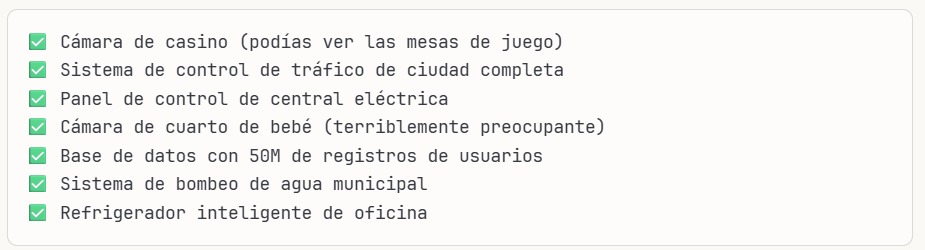 ✅ Cámara de casino (podías ver las mesas de juego)
✅ Sistema de control de tráfico de ciudad completa
✅ Panel de control de central eléctrica
✅ Cámara de cuarto de bebé (terriblemente preocupante)
✅ Base de datos con 50M de registros de usuarios
✅ Sistema de bombeo de agua municipal
✅ Refrigerador inteligente de oficina